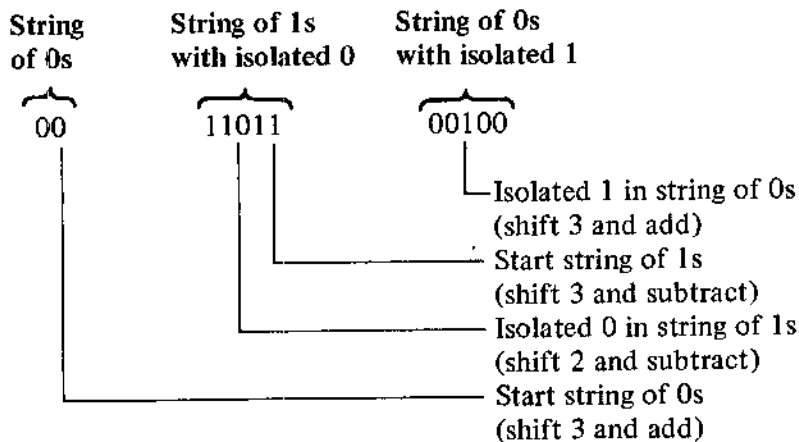 String String of 1s String of 0s
of 0s with isolated 0 with isolated 1
00 11011 00100
Isolated 1 in string of 0s
(shift 3 and add)
Start string of 1s
(shift 3 and subtract)
Isolated 0 in string of 1s
(shift 2 and subtract)
Start string of 0s
(shift 3 and add)